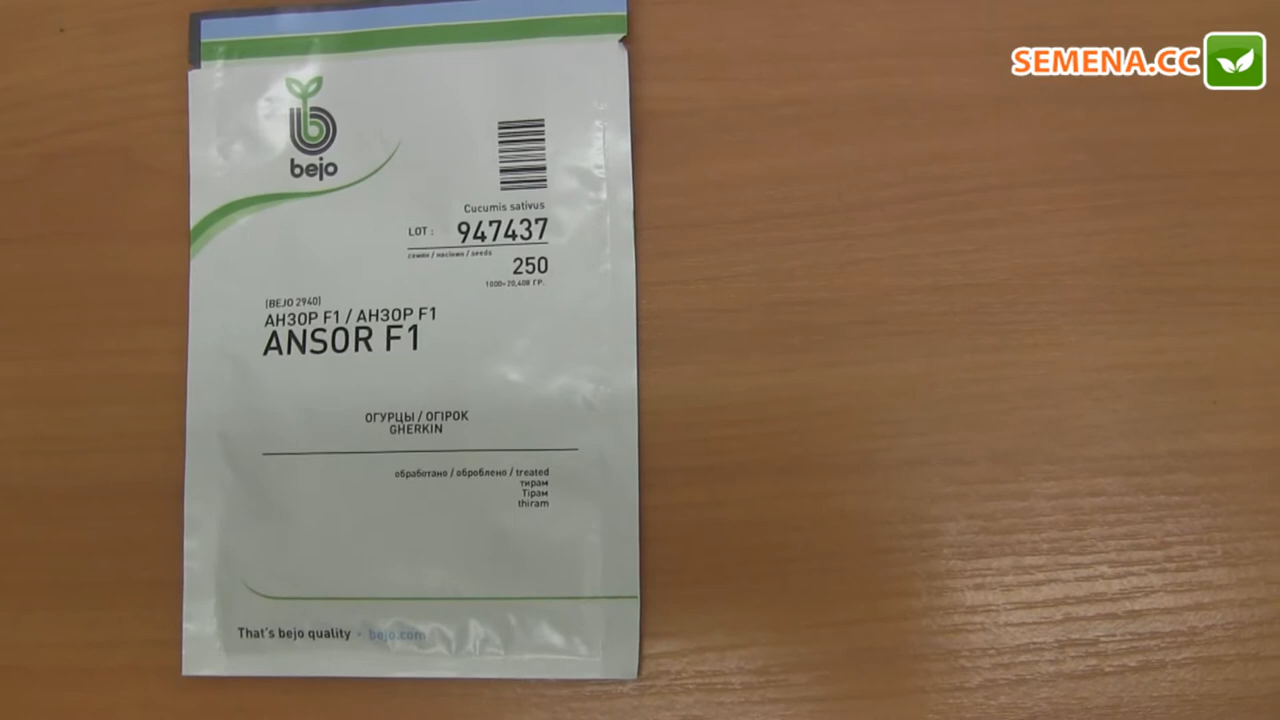 SEMENA.CC
bejo
Cucumis sativus
LOT : 947437
семян / насінин / seeds
250
1000=20,408 ГР.
(BEJO 2940)
АНЗОР F1 / АНЗОР F1
ANSOR F1
ОГУРЦЫ / ОГІРОК
GHERKIN
обработано / оброблено / treated
тирам
Тірам
thiram
That's bejo quality - bejo.com